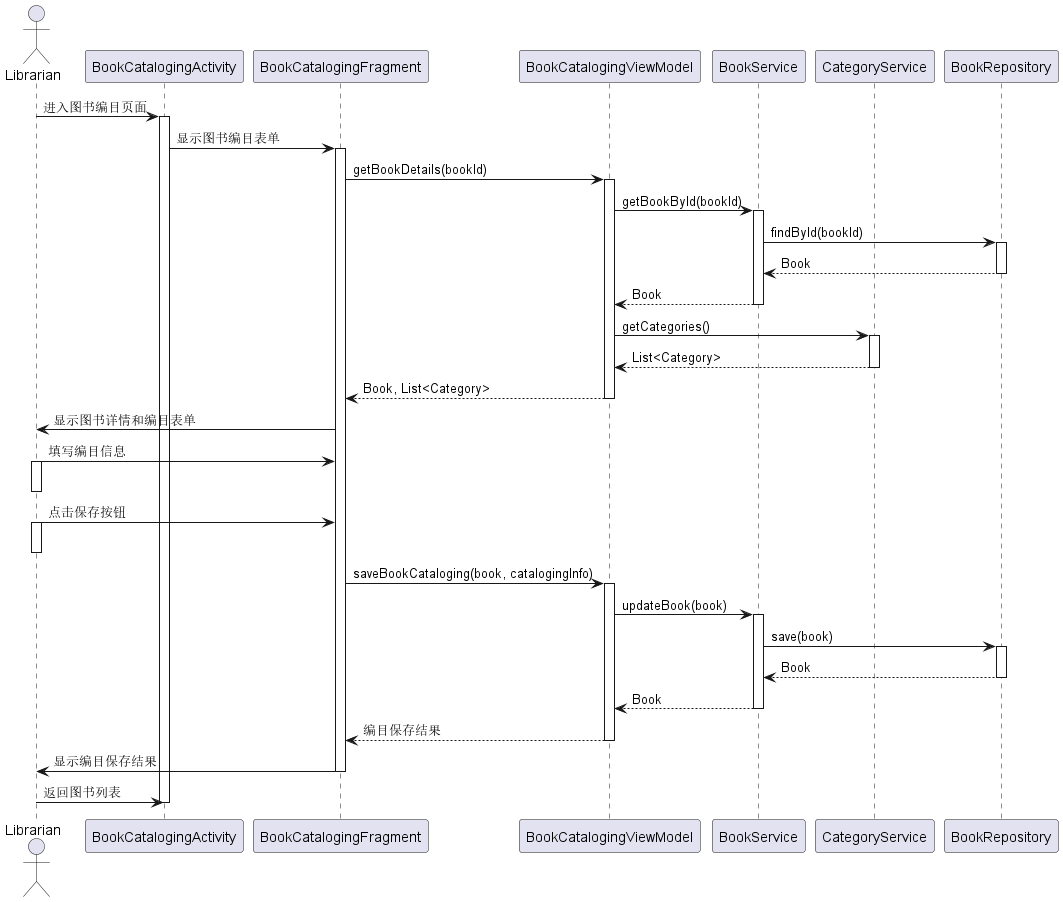 Librarian
BookCatalogingActivity
BookCatalogingFragment
BookCatalogingViewModel
BookService
CategoryService
BookRepository
进入图书编目页面
显示图书编目表单
getBookDetails(bookId)
getBookById(bookId)
findById(bookId)
Book
Book
getCategories()
List<Category>
Book, List<Category>
显示图书详情和编目表单
填写编目信息
点击保存按钮
saveBookCataloging(book, catalogingInfo)
updateBook(book)
save(book)
Book
Book
编目保存结果
显示编目保存结果
返回图书列表
Librarian
BookCatalogingActivity
BookCatalogingFragment
BookCatalogingViewModel
BookService
CategoryService
BookRepository